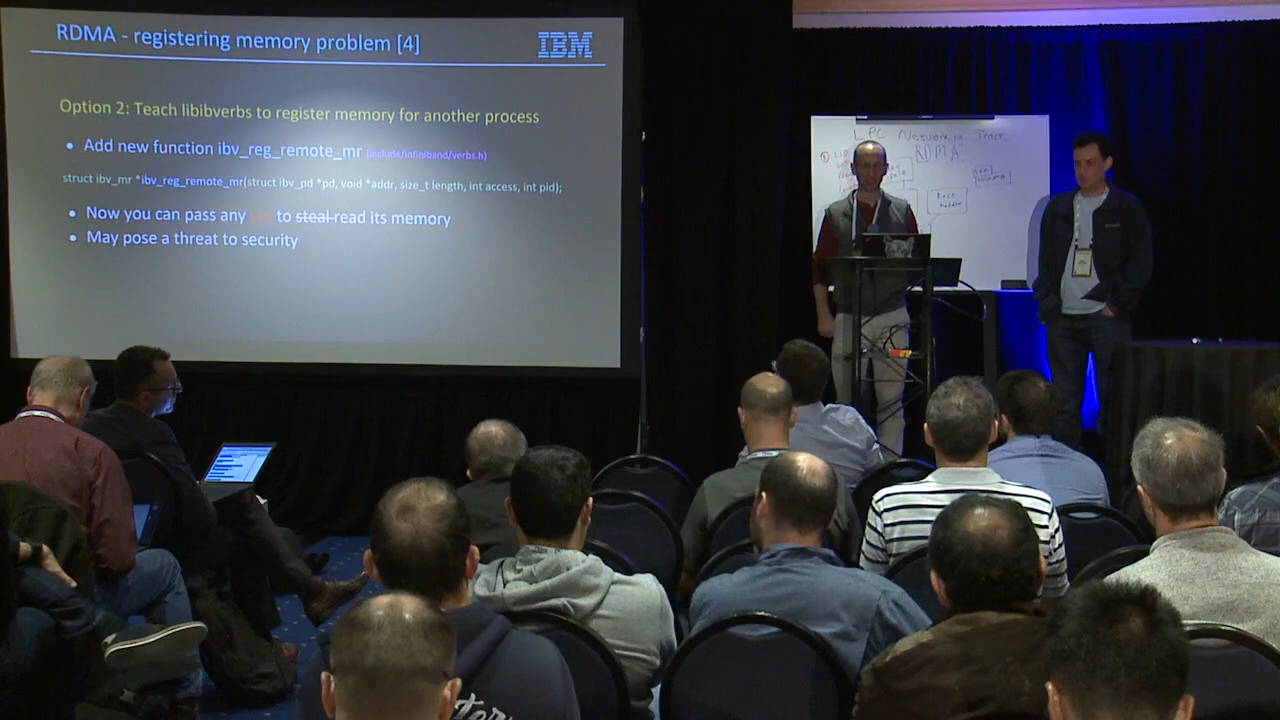 RDMA - registering memory problem [4]
IBM
Option 2: Teach libibverbs to register memory for another process
• Add new function ibv_reg_remote_mr (include/infiniband/verbs.h)
struct ibv_mr *ibv_reg_remote_mr(struct ibv_pd *pd, void *addr, size_t length, int access, int pid);
• Now you can pass any to steal read its memory
• May pose a threat to security
LPC Networking Track
RDMA